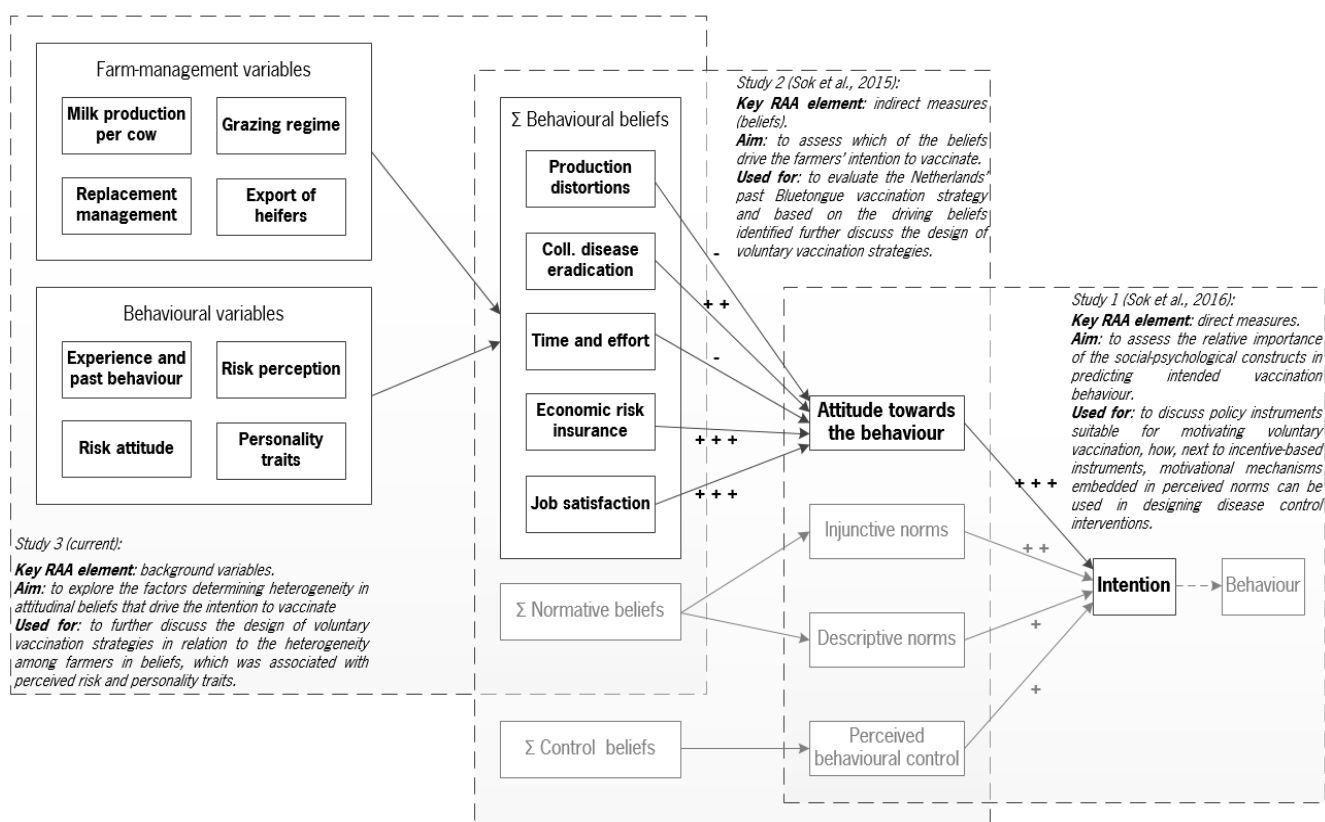 Farm-management variables
Milk production
per cow
Grazing regime
Replacement
management
Export of
heifers
Behavioural variables
Experience and
past behaviour
Risk perception
Risk attitude
Personality
traits
Study 3 (current):
Key RAA element: background variables.
Aim: to explore the factors determining heterogeneity in
attitudinal beliefs that drive the intention to vaccinate
Used for: to further discuss the design of voluntary
vaccination strategies in relation to the heterogeneity
among farmers in beliefs, which was associated with
perceived risk and personality traits.
Σ Behavioural beliefs
Production
distortions
Coll. disease
eradication
Time and effort
Economic risk
insurance
Job satisfaction
Σ Normative beliefs
Σ Control beliefs
-
+ +
-
+ + +
+ + +
Study 2 (Sok et al., 2015):
Key RAA element: indirect measures
(beliefs).
Aim: to assess which of the beliefs
drive the farmers' intention to vaccinate.
Used for: to evaluate the Netherlands'
past Bluetongue vaccination strategy
and based on the driving beliefs
identified further discuss the design of
voluntary vaccination strategies.
Attitude towards
the behaviour
Injunctive norms
Descriptive norms
Perceived
behavioural control
+ + +
+ +
+
+
Study 1 (Sok et al., 2016):
Key RAA element: direct measures.
Aim: to assess the relative importance
of the social-psychological constructs in
predicting intended vaccination
behaviour.
Used for: to discuss policy instruments
suitable for motivating voluntary
vaccination, how, next to incentive-based
instruments, motivational mechanisms
embedded in perceived norms can be
used in designing disease control
interventions.
Intention
Behaviour